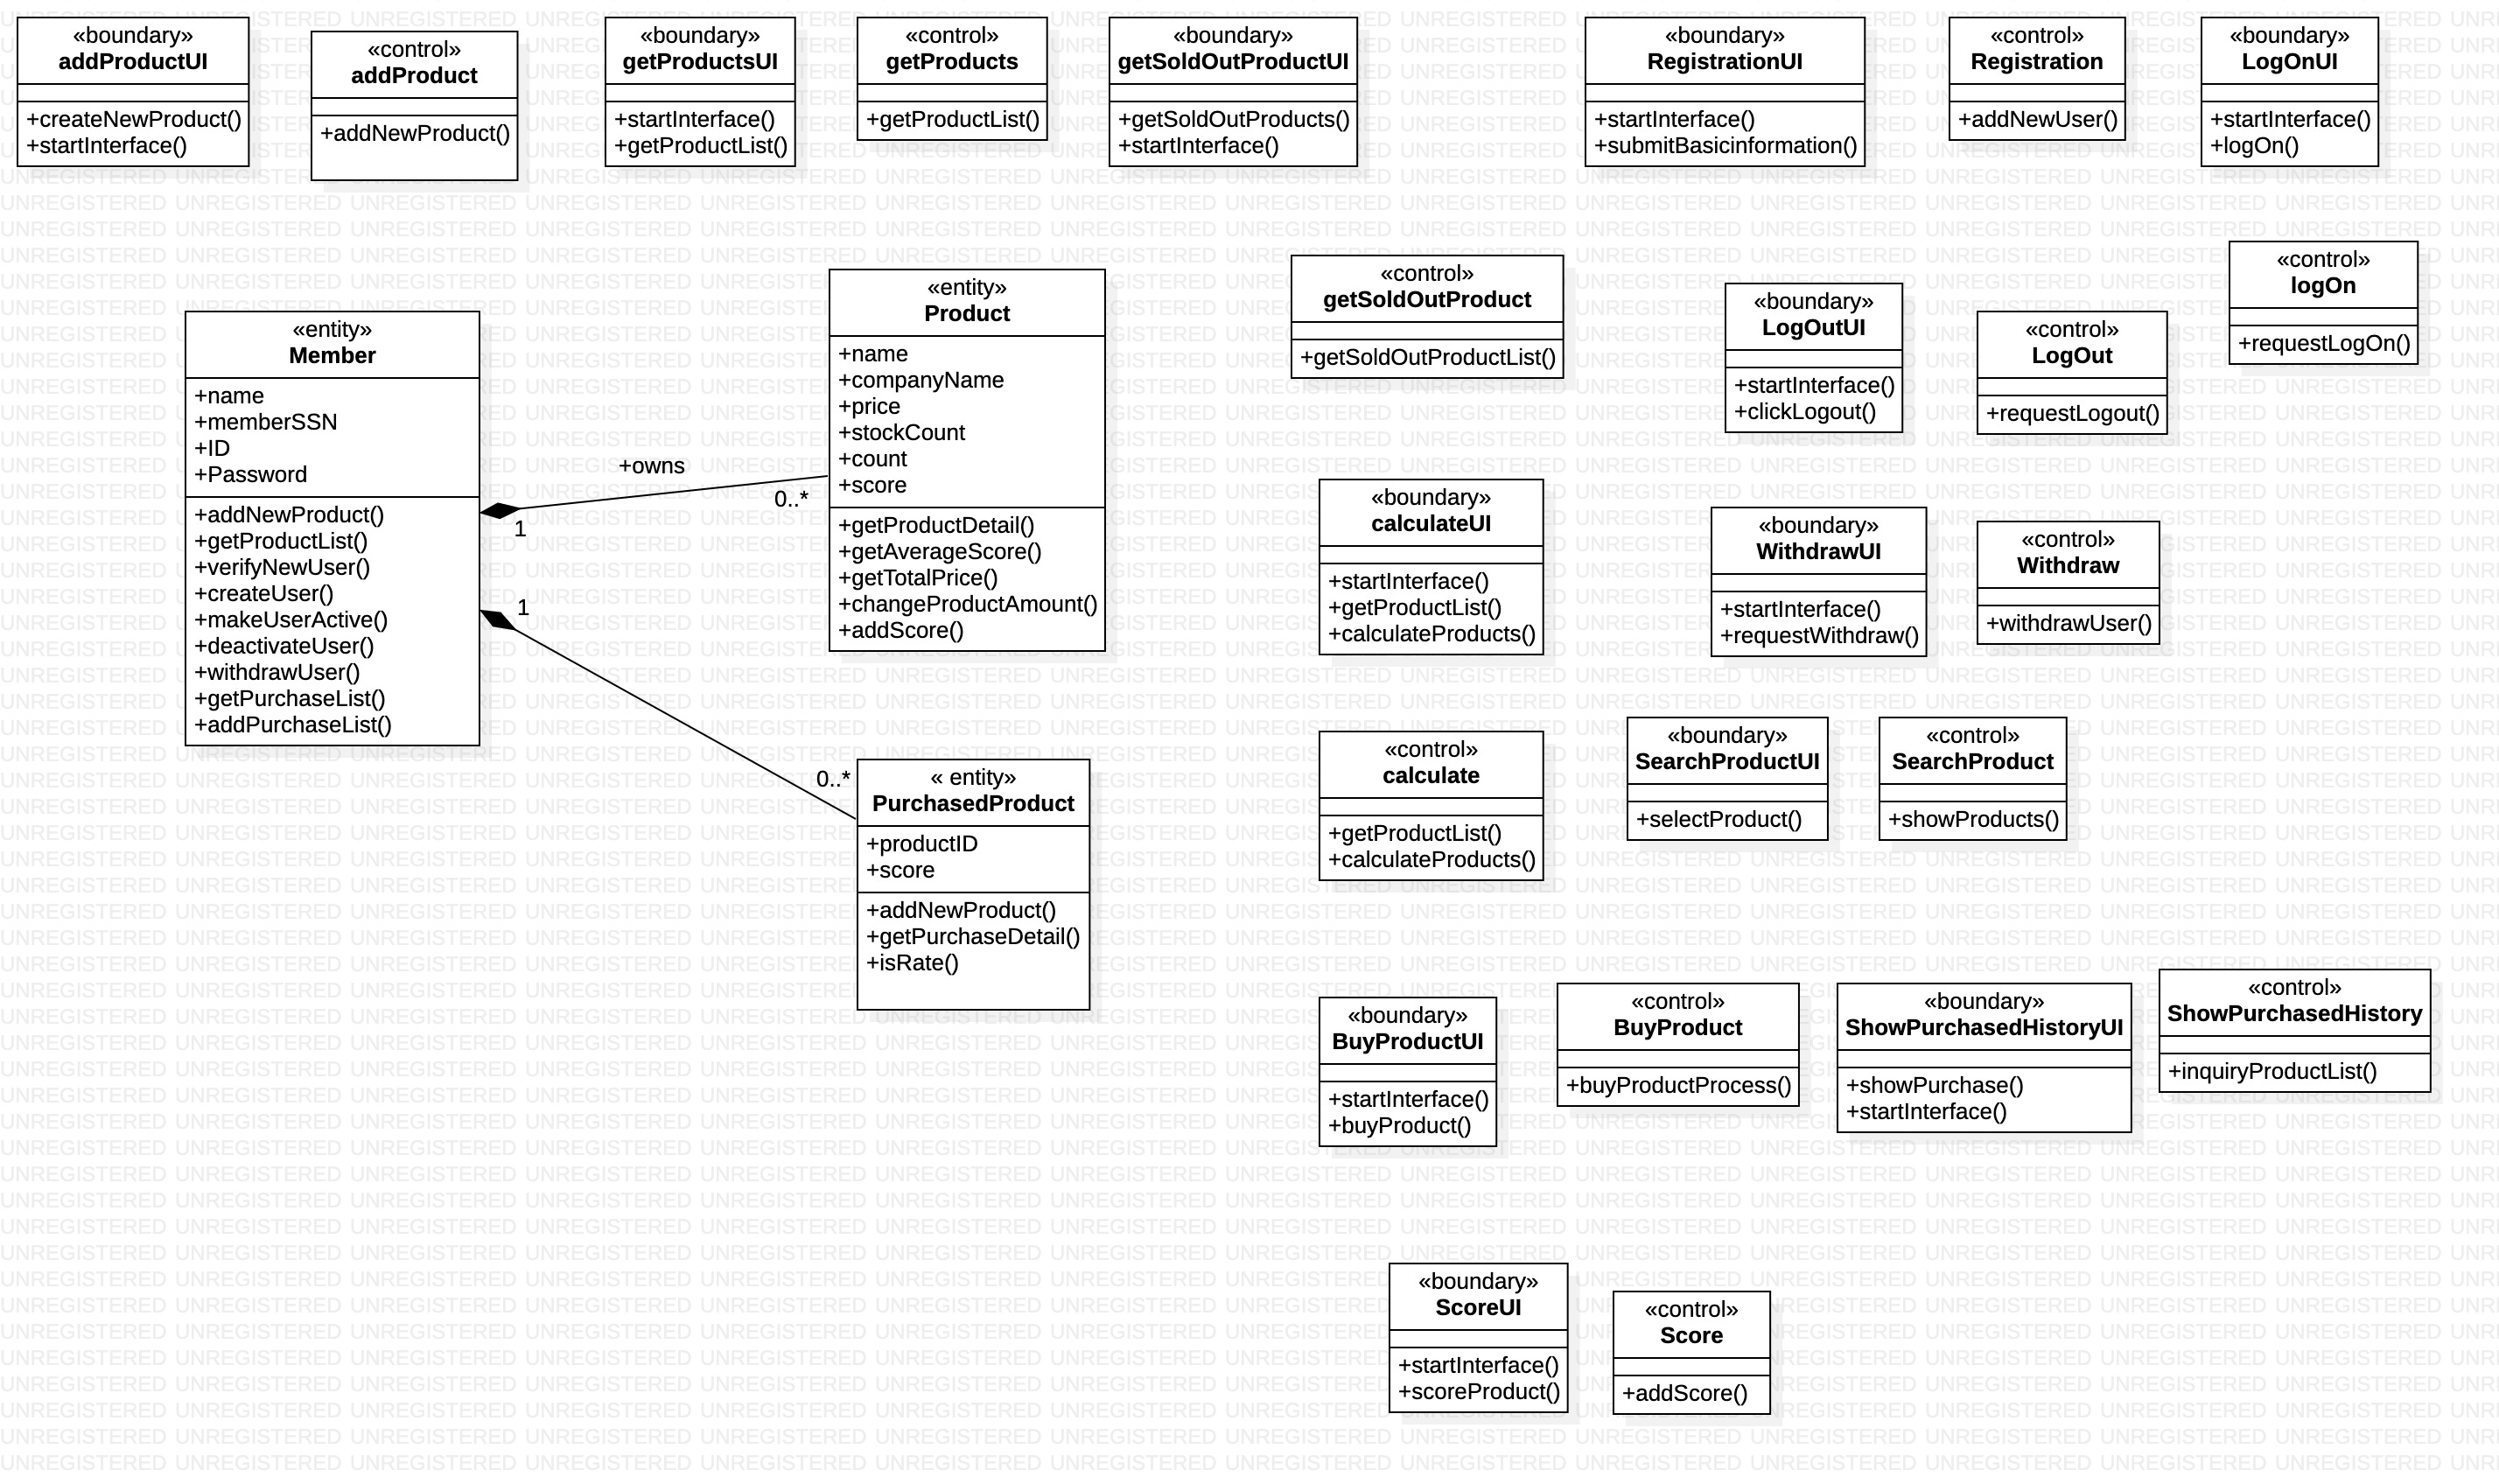 «boundary»
addProductUI
+createNewProduct()
+startInterface()
«control»
addProduct
+addNewProduct()
«boundary»
getProductsUI
+startInterface()
+getProductList()
«control»
getProducts
+getProductList()
«boundary»
getSoldOutProductUI
+getSoldOutProducts()
+startInterface()
«boundary»
RegistrationUI
+startInterface()
+submitBasicinformation()
«control»
Registration
+addNewUser()
«boundary»
LogOnUI
+startInterface()
+logOn()
«entity»
Member
+name
+memberSSN
+ID
+Password
+addNewProduct()
+getProductList()
+verifyNewUser()
+createUser()
+makeUserActive()
+deactivateUser()
+withdrawUser()
+getPurchaseList()
+addPurchaseList()
+owns
1
0..*
1
0..*
«entity»
Product
+name
+companyName
+price
+stockCount
+count
+score
+getProductDetail()
+getAverageScore()
+getTotalPrice()
+changeProductAmount()
+addScore()
« entity»
PurchasedProduct
+productID
+score
+addNewProduct()
+getPurchaseDetail()
+isRate()
«control»
getSoldOutProduct
+getSoldOutProductList()
«boundary»
LogOutUI
+startInterface()
+clickLogout()
«control»
LogOut
+requestLogout()
«control»
logOn
+requestLogOn()
«boundary»
calculateUI
+startInterface()
+getProductList()
+calculateProducts()
«boundary»
WithdrawUI
+startInterface()
+requestWithdraw()
«control»
Withdraw
+withdrawUser()
«control»
calculate
+getProductList()
+calculateProducts()
«boundary»
SearchProductUI
+selectProduct()
«control»
SearchProduct
+showProducts()
«boundary»
BuyProductUI
+startInterface()
+buyProduct()
«control»
BuyProduct
+buyProductProcess()
«boundary»
ShowPurchasedHistoryUI
+showPurchase()
+startInterface()
«control»
ShowPurchasedHistory
+inquiryProductList()
«boundary»
ScoreUI
+startInterface()
+scoreProduct()
«control»
Score
+addScore()
UNREGISTERED